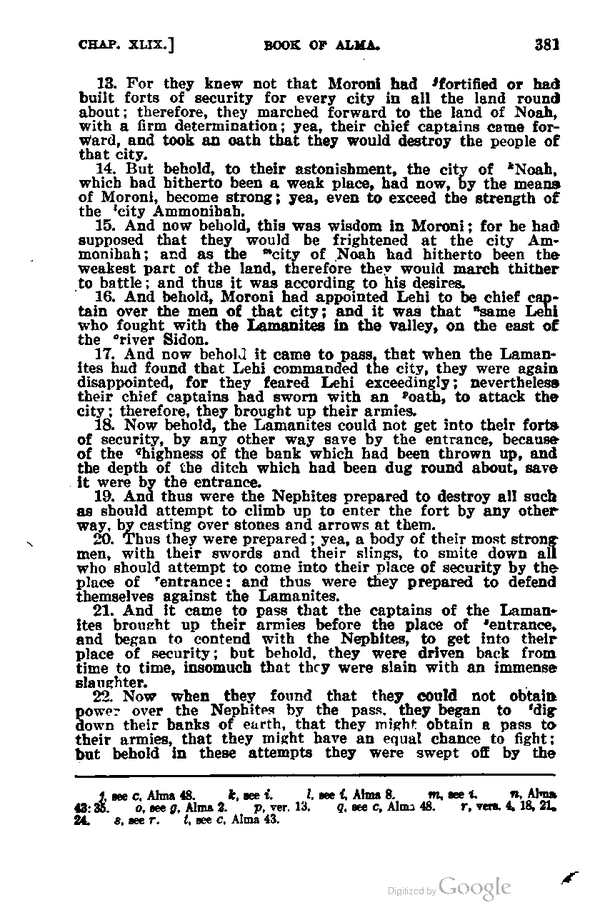 CHAP. XLIX.] BOOK OF ALMA. 381
13. For they knew not that Moroni had ʲfortified or had
built forts of security for every city in all the land round
about; therefore, they marched forward to the land of Noah,
with a firm determination; yea, their chief captains came for-
ward, and took an oath that they would destroy the people of
that city.
14. But behold, to their astonishment, the city of ᵏNoah,
which had hitherto been a weak place, had now, by the means
of Moroni, become strong; yea, even to exceed the strength of
the ˡcity Ammonihah.
15. And now behold, this was wisdom in Moroni; for he had
supposed that they would be frightened at the city Am-
monihah; and as the ᵐcity of Noah had hitherto been the
weakest part of the land, therefore they would march thither
to battle; and thus it was according to his desires.
16. And behold, Moroni had appointed Lehi to be chief cap-
tain over the men of that city; and it was that ⁿsame Lehi
who fought with the Lamanites in the valley, on the east of
the ᵒriver Sidon.
17. And now behold it came to pass, that when the Laman-
ites had found that Lehi commanded the city, they were again
disappointed, for they feared Lehi exceedingly; nevertheless
their chief captains had sworn with an ᵖoath, to attack the
city; therefore, they brought up their armies.
18. Now behold, the Lamanites could not get into their forts
of security, by any other way save by the entrance, because
of the ᑫhighness of the bank which had been thrown up, and
the depth of the ditch which had been dug round about, save
it were by the entrance.
19. And thus were the Nephites prepared to destroy all such
as should attempt to climb up to enter the fort by any other
way, by casting over stones and arrows at them.
20. Thus they were prepared; yea, a body of their most strong
men, with their swords and their slings, to smite down all
who should attempt to come into their place of security by the
place of ʳentrance; and thus were they prepared to defend
themselves against the Lamanites.
21. And it came to pass that the captains of the Laman-
ites brought up their armies before the place of ˢentrance,
and began to contend with the Nephites, to get into their
place of security; but behold, they were driven back from
time to time, insomuch that they were slain with an immense
slaughter.
22. Now when they found that they could not obtain
power over the Nephites by the pass, they began to ᵗdig
down their banks of earth, that they might obtain a pass to
their armies, that they might have an equal chance to fight;
but behold in these attempts they were swept off by the
j, see c, Alma 48. k, see i. l, see f, Alma 8. m, see i. n, Alma
43: 35. o, see g, Alma 2. p, ver. 13. q, see c, Alma 48. r, vers. 4, 18, 21,
24. s, see r. t, see c, Alma 43.
Digitized by Google